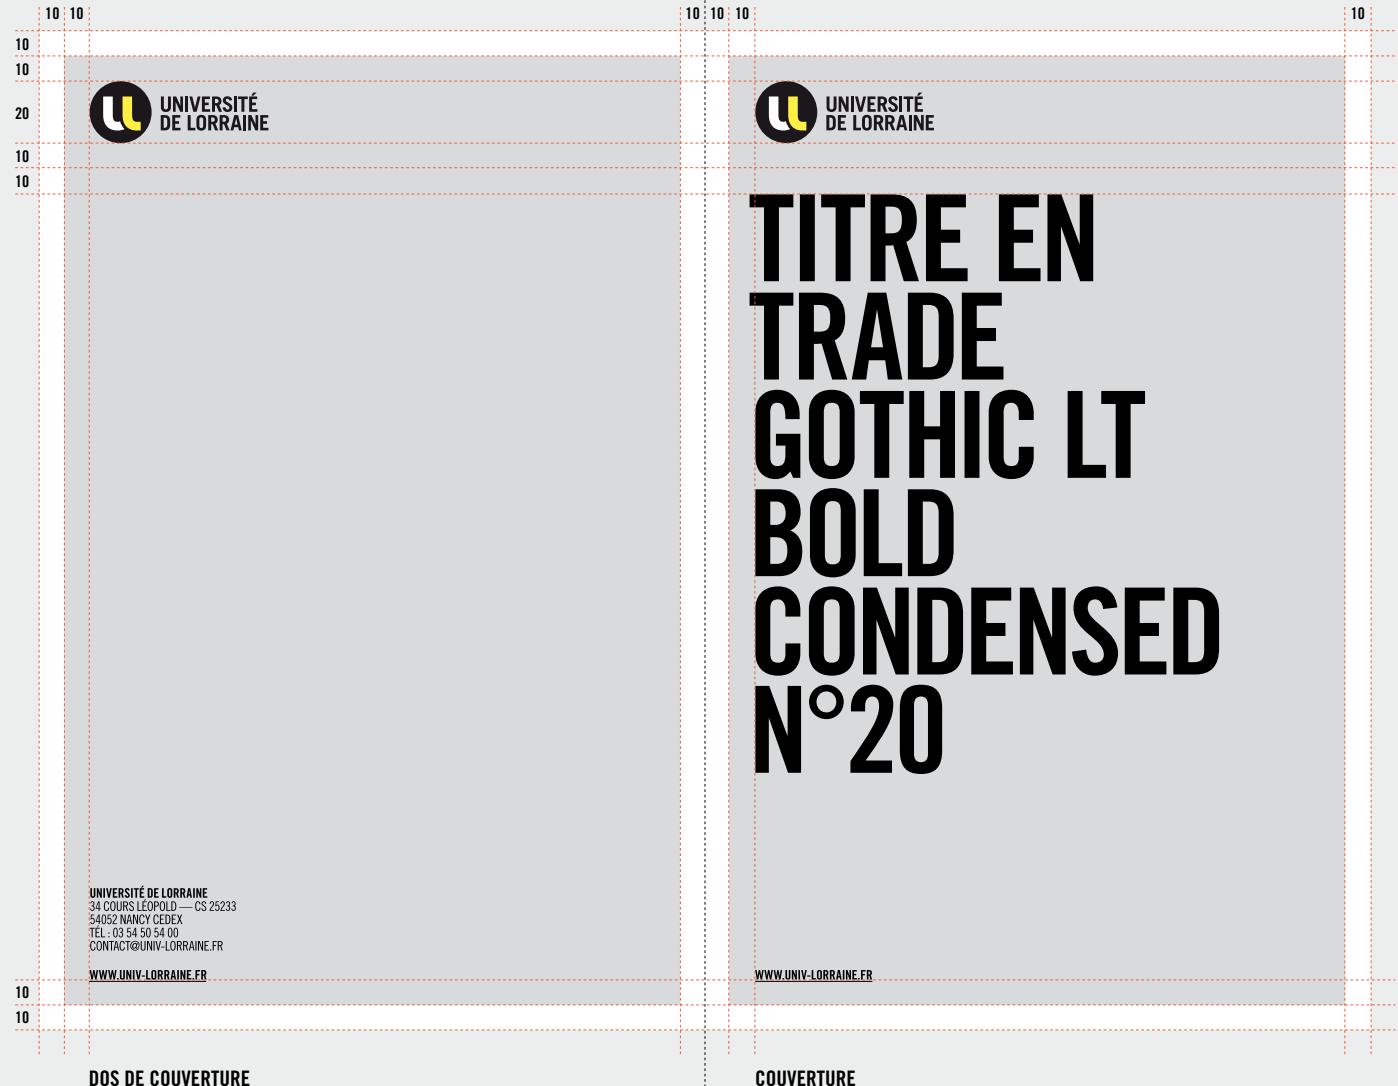 10 10 10 10 10 10
10
10
20
10
10
UNIVERSITÉ
DE LORRAINE
UNIVERSITÉ
DE LORRAINE
TITRE EN
TRADE
GOTHIC LT
BOLD
CONDENSED
N°20
UNIVERSITÉ DE LORRAINE
34 COURS LÉOPOLD — CS 25233
54052 NANCY CEDEX
TÉL : 03 54 50 54 00
CONTACT@UNIV-LORRAINE.FR
WWW.UNIV-LORRAINE.FR
WWW.UNIV-LORRAINE.FR
10
10
DOS DE COUVERTURE
COUVERTURE